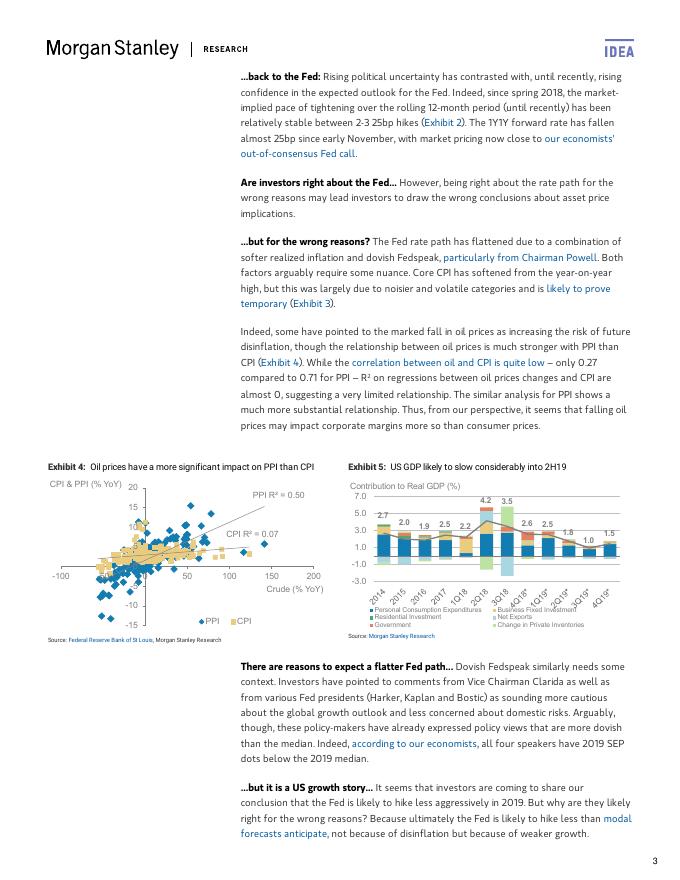 Morgan Stanley | RESEARCH
IDEA
...back to the Fed: Rising political uncertainty has contrasted with, until recently, rising
confidence in the expected outlook for the Fed. Indeed, since spring 2018, the market-
implied pace of tightening over the rolling 12-month period (until recently) has been
relatively stable between 2-3 25bp hikes (Exhibit 2). The 1Y1Y forward rate has fallen
almost 25bp since early November, with market pricing now close to our economists'
out-of-consensus Fed call.
Are investors right about the Fed... However, being right about the rate path for the
wrong reasons may lead investors to draw the wrong conclusions about asset price
implications.
...but for the wrong reasons? The Fed rate path has flattened due to a combination of
softer realized inflation and dovish Fedspeak, particularly from Chairman Powell. Both
factors arguably require some nuance. Core CPI has softened from the year-on-year
high, but this was largely due to noisier and volatile categories and is likely to prove
temporary (Exhibit 3).
Indeed, some have pointed to the marked fall in oil prices as increasing the risk of future
disinflation, though the relationship between oil prices is much stronger with PPI than
CPI (Exhibit 4). While the correlation between oil and CPI is quite low – only 0.27
compared to 0.71 for PPI – R² on regressions between oil prices changes and CPI are
almost 0, suggesting a very limited relationship. The similar analysis for PPI shows a
much more substantial relationship. Thus, from our perspective, it seems that falling oil
prices may impact corporate margins more so than consumer prices.
Exhibit 4: Oil prices have a more significant impact on PPI than CPI
CPI & PPI (% YoY)
20
15
10
PPI R² = 0.50
CPI R² = 0.07
-5
-10
-15
-100
-50
0
50
100
150
200
Crude (% YoY)
PPI
CPI
Source: Federal Reserve Bank of St Louis, Morgan Stanley Research
Exhibit 5: US GDP likely to slow considerably into 2H19
Contribution to Real GDP (%)
7.0
5.0
3.0
1.0
-1.0
-3.0
2.7
2.0
1.9
2.5
2.2
4.2
3.5
2.6
2.5
1.8
1.0
1.5
2014
2015
2016
2017
1Q18
2Q18
3Q18
4Q18*
1Q19*
2Q19*
3Q19*
4Q19*
Personal Consumption Expenditures
Business Fixed Investment
Residential Investment
Net Exports
Government
Change in Private Inventories
Source: Morgan Stanley Research
There are reasons to expect a flatter Fed path... Dovish Fedspeak similarly needs some
context. Investors have pointed to comments from Vice Chairman Clarida as well as
from various Fed presidents (Harker, Kaplan and Bostic) as sounding more cautious
about the global growth outlook and less concerned about domestic risks. Arguably,
though, these policy-makers have already expressed policy views that are more dovish
than the median. Indeed, according to our economists, all four speakers have 2019 SEP
dots below the 2019 median.
...but it is a US growth story... It seems that investors are coming to share our
conclusion that the Fed is likely to hike less aggressively in 2019. But why are they likely
right for the wrong reasons? Because ultimately the Fed is likely to hike less than modal
forecasts anticipate, not because of disinflation but because of weaker growth.
3